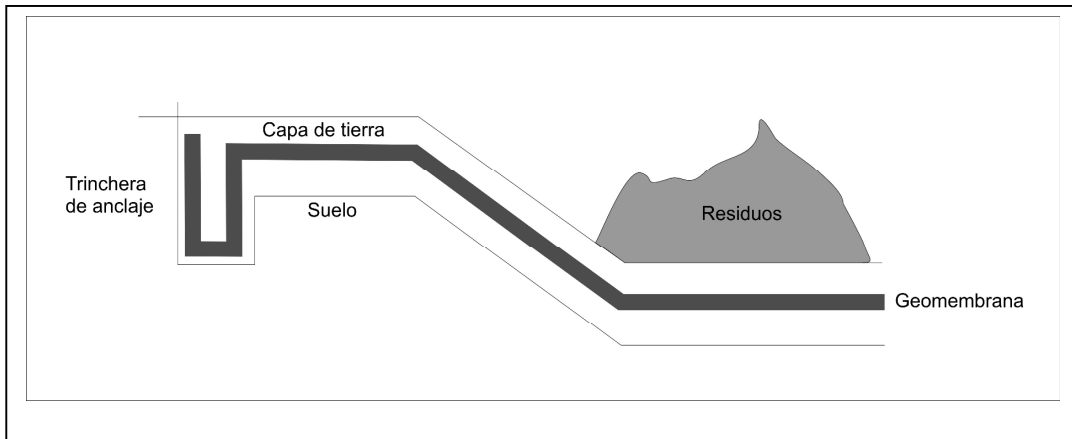 Capa de tierra
Trinchera
de anclaje
Suelo
Residuos
Geomembrana